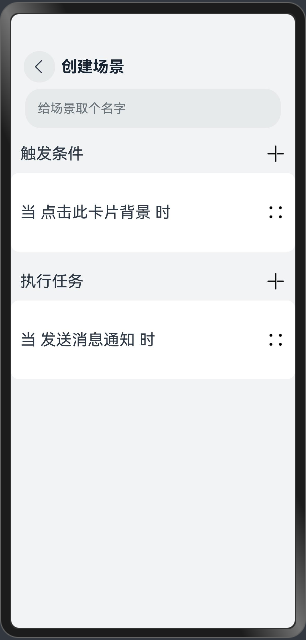 创建场景
给场景取个名字
触发条件
当 点击此卡片背景 时
执行任务
当 发送消息通知 时